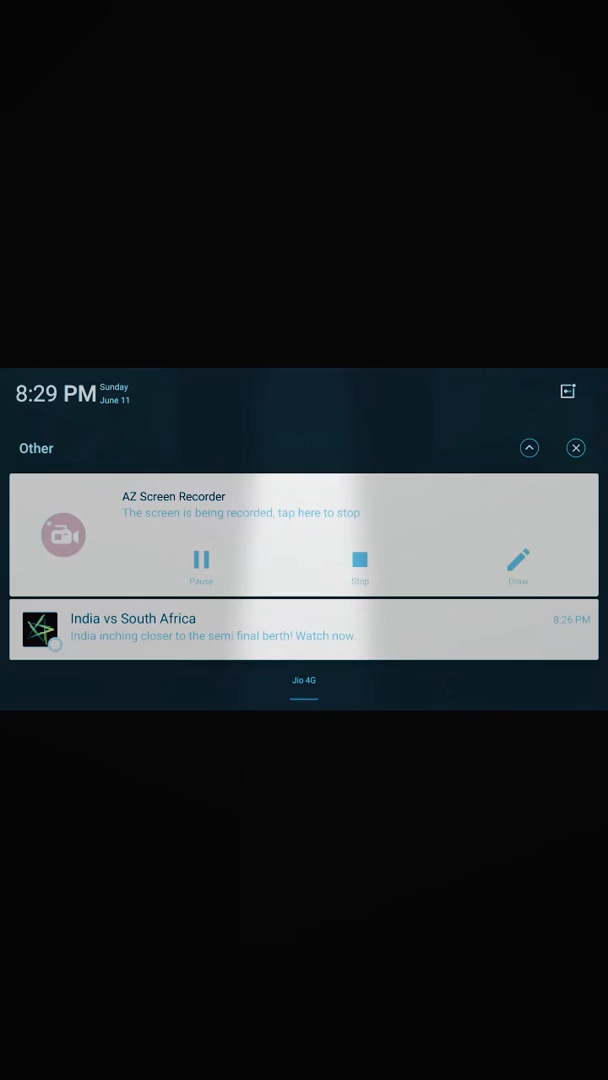 8:29 PM Sunday
June 11
Other
AZ Screen Recorder
The screen is being recorded, tap here to stop
Pause Stop Draw
India vs South Africa 8:26 PM
India inching closer to the semi final berth! Watch now.
Jio 4G